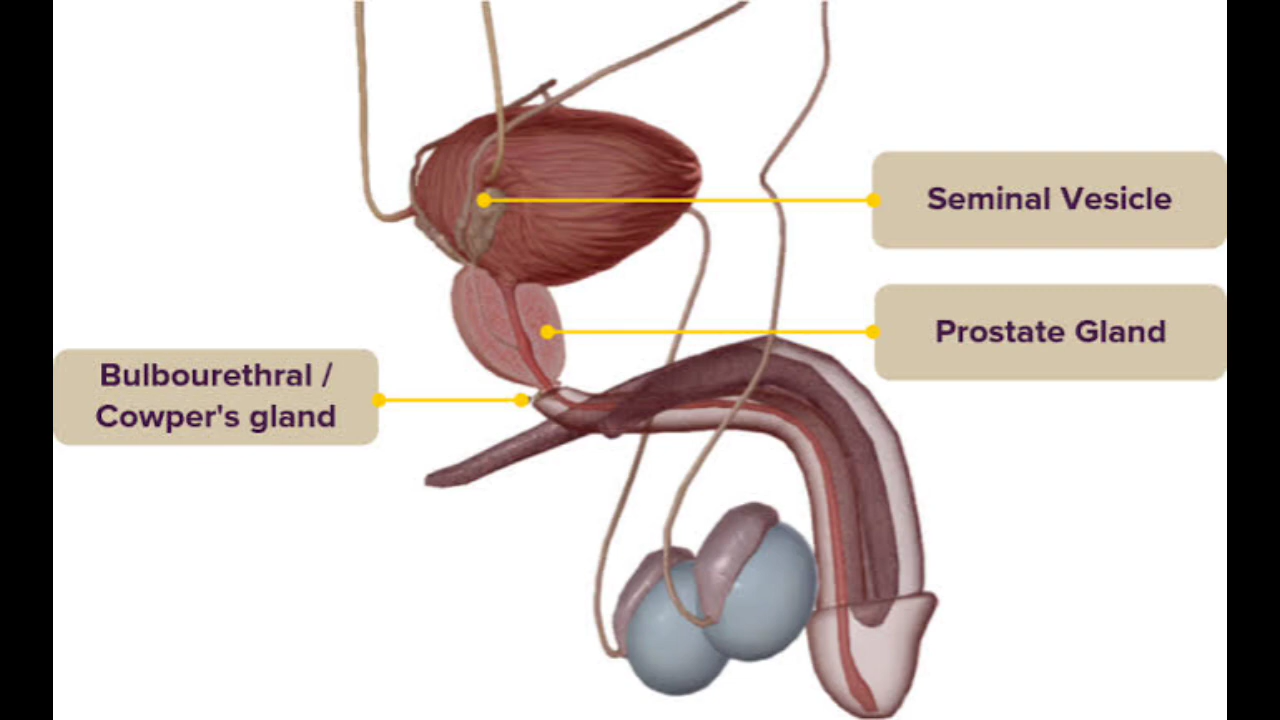 Seminal Vesicle
Prostate Gland
Bulbourethral /
Cowper's gland